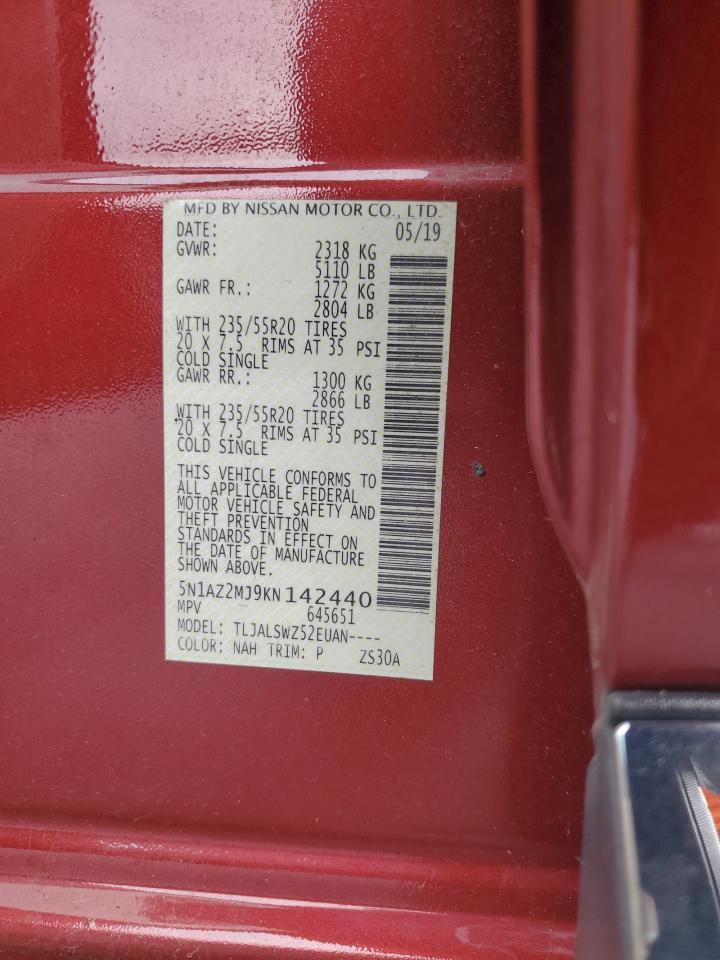 MFD BY NISSAN MOTOR CO., LTD.
DATE: 05/19
GVWR: 2318 KG
5110 LB
GAWR FR.: 1272 KG
2804 LB
WITH 235/55R20 TIRES
20 X 7.5 RIMS AT 35 PSI
COLD SINGLE
GAWR RR.: 1300 KG
2866 LB
WITH 235/55R20 TIRES
20 X 7.5 RIMS AT 35 PSI
COLD SINGLE
THIS VEHICLE CONFORMS TO
ALL APPLICABLE FEDERAL
MOTOR VEHICLE SAFETY AND
THEFT PREVENTION
STANDARDS IN EFFECT ON
THE DATE OF MANUFACTURE
SHOWN ABOVE.
5N1AZ2MJ9KN142440
MPV 645651
MODEL: TLJALSWZ52EUAN----
COLOR: NAH TRIM: P ZS30A